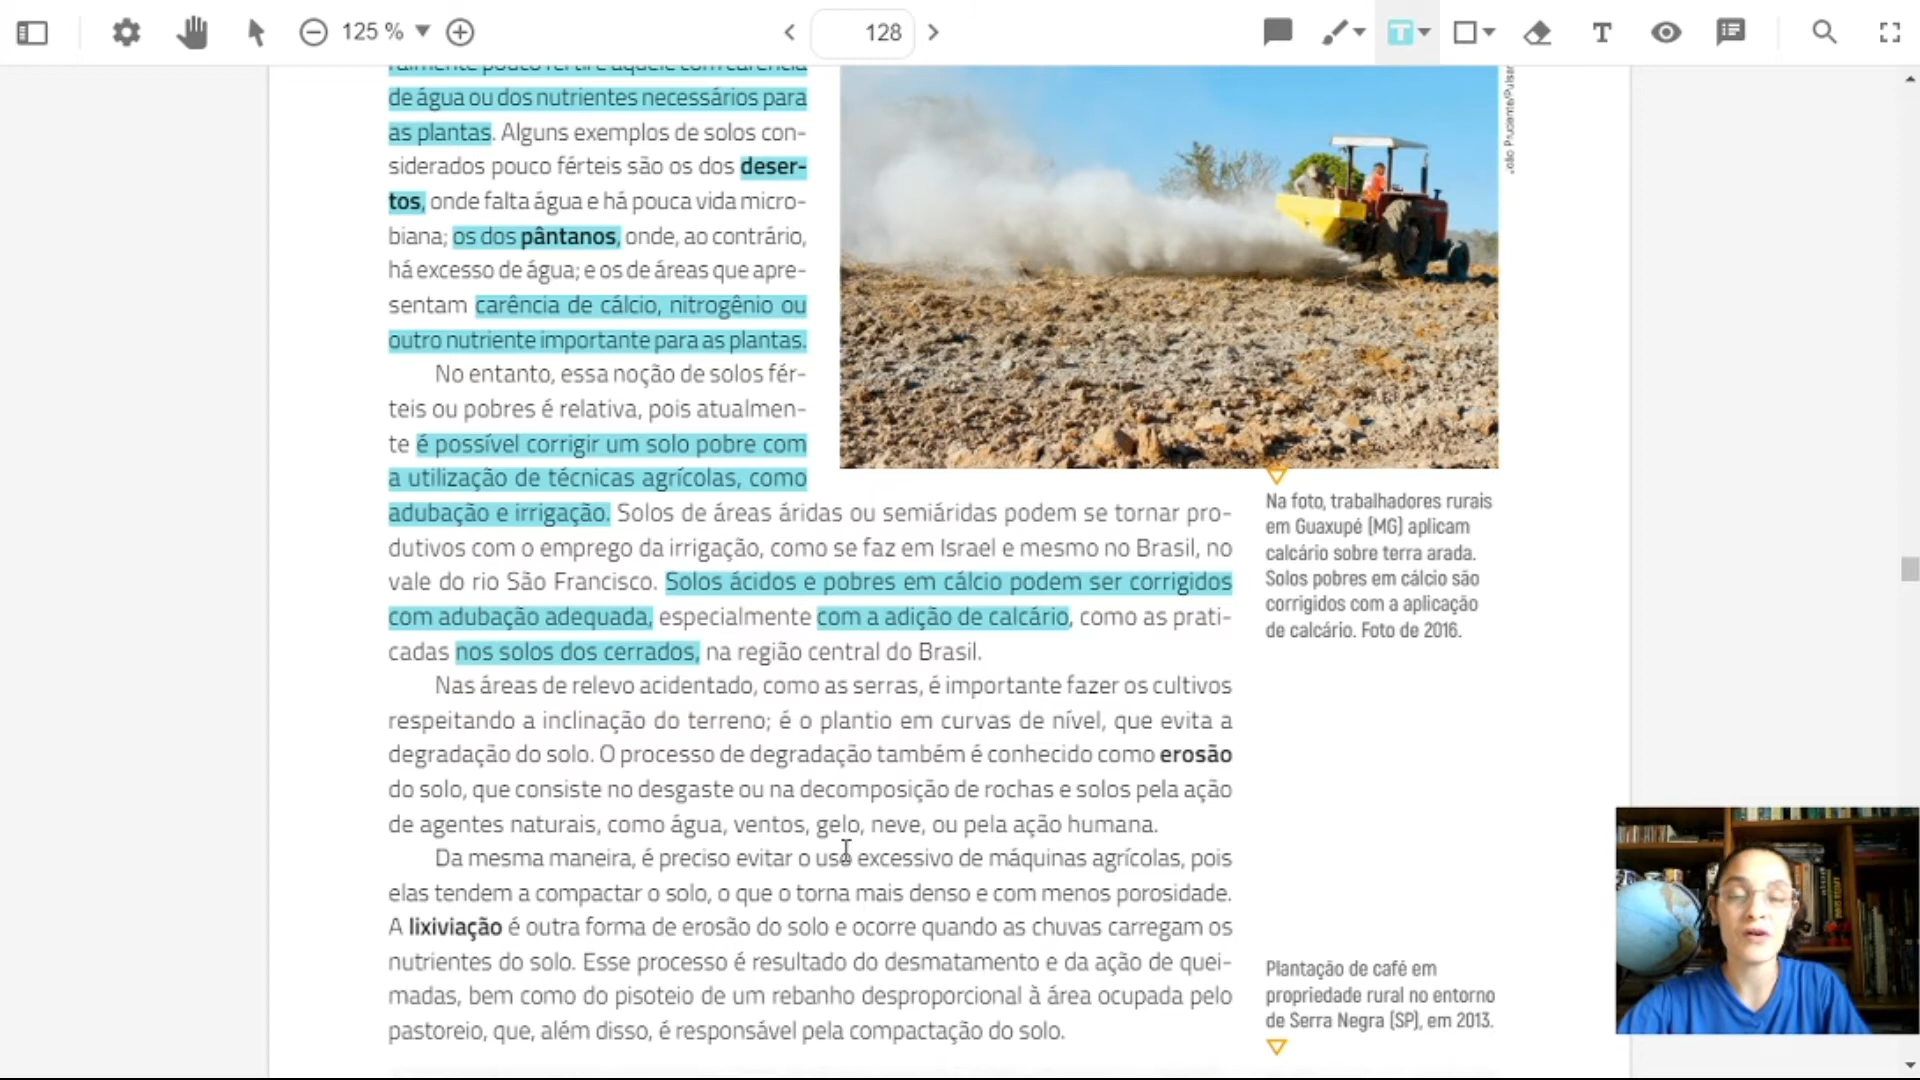 125 %
128
de água ou dos nutrientes necessários para
as plantas. Alguns exemplos de solos con-
siderados pouco férteis são os dos deser-
tos, onde falta água e há pouca vida micro-
biana; os dos pântanos, onde, ao contrário,
há excesso de água; e os de áreas que apre-
sentam carência de cálcio, nitrogênio ou
outro nutriente importante para as plantas.
No entanto, essa noção de solos fér-
teis ou pobres é relativa, pois atualmen-
te é possível corrigir um solo pobre com
a utilização de técnicas agrícolas, como
adubação e irrigação. Solos de áreas áridas ou semiáridas podem se tornar pro-
dutivos com o emprego da irrigação, como se faz em Israel e mesmo no Brasil, no
vale do rio São Francisco. Solos ácidos e pobres em cálcio podem ser corrigidos
com adubação adequada, especialmente com a adição de calcário, como as prati-
cadas nos solos dos cerrados, na região central do Brasil.
Nas áreas de relevo acidentado, como as serras, é importante fazer os cultivos
respeitando a inclinação do terreno; é o plantio em curvas de nível, que evita a
degradação do solo. O processo de degradação também é conhecido como erosão
do solo, que consiste no desgaste ou na decomposição de rochas e solos pela ação
de agentes naturais, como água, ventos, gelo, neve, ou pela ação humana.
Da mesma maneira, é preciso evitar o uso excessivo de máquinas agrícolas, pois
elas tendem a compactar o solo, o que o torna mais denso e com menos porosidade.
A lixiviação é outra forma de erosão do solo e ocorre quando as chuvas carregam os
nutrientes do solo. Esse processo é resultado do desmatamento e da ação de quei-
madas, bem como do pisoteio de um rebanho desproporcional à área ocupada pelo
pastoreio, que, além disso, é responsável pela compactação do solo.
Na foto, trabalhadores rurais
em Guaxupé (MG) aplicam
calcário sobre terra arada.
Solos pobres em cálcio são
corrigidos com a aplicação
de calcário. Foto de 2016.
Plantação de café em
propriedade rural no entorno
de Serra Negra (SP), em 2013.